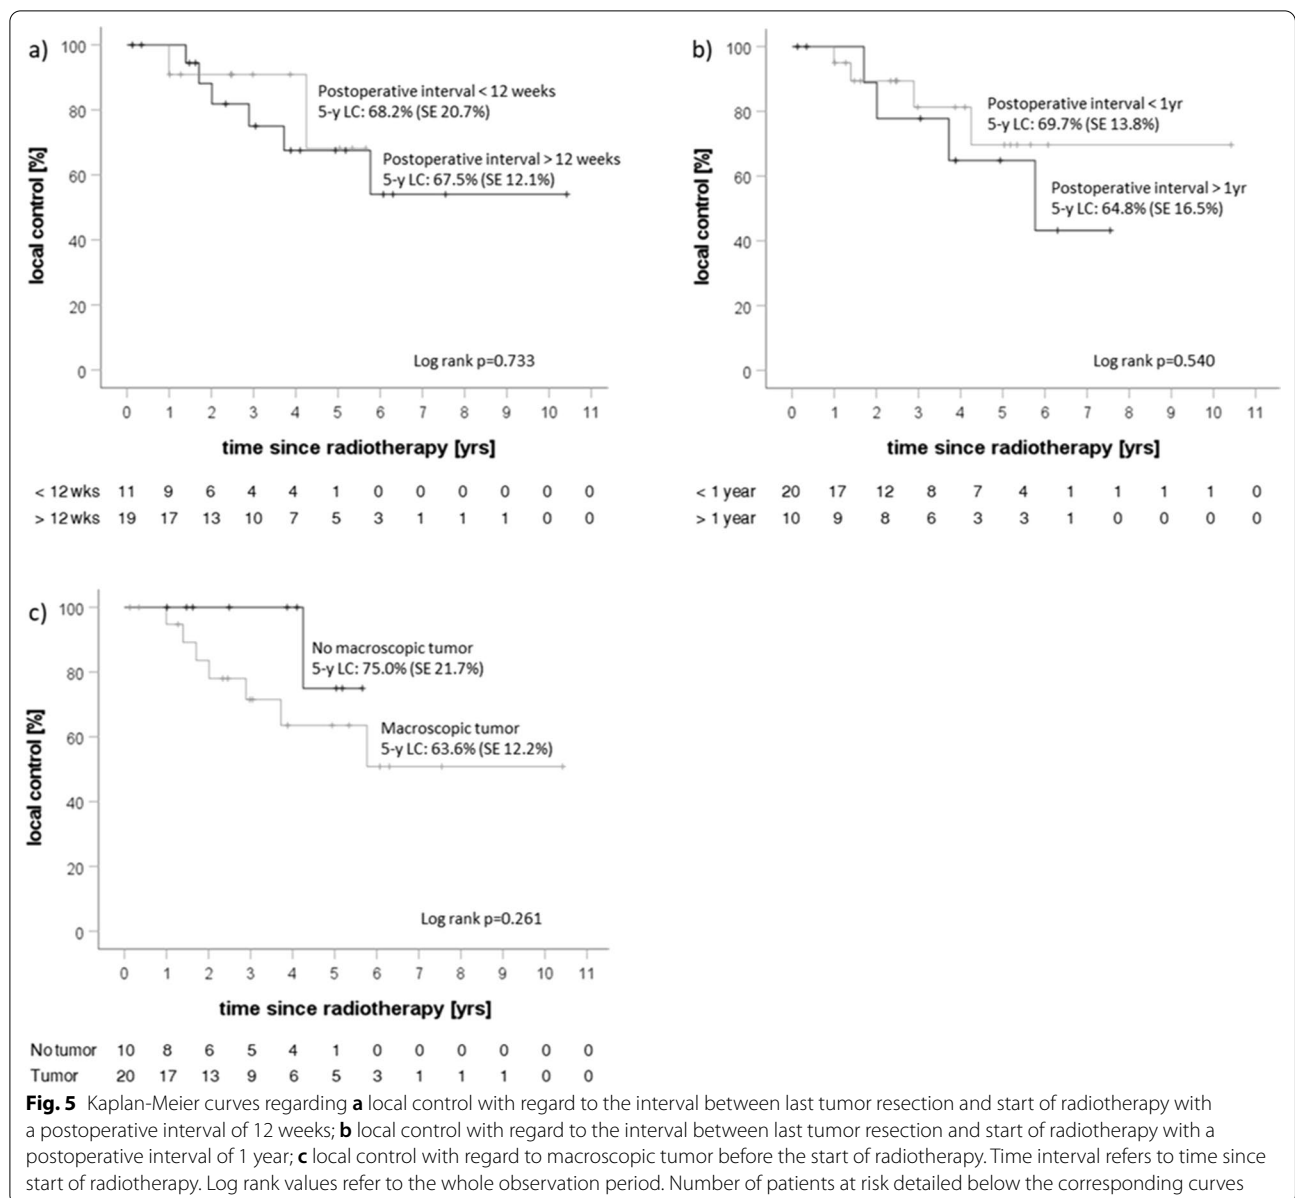 a)
100
80
60
40
20
0
local control [%]
Postoperative interval < 12 weeks
5-y LC: 68.2% (SE 20.7%)
Postoperative interval > 12 weeks
5-y LC: 67.5% (SE 12.1%)
Log rank p=0.733
0 1 2 3 4 5 6 7 8 9 10 11
time since radiotherapy [yrs]
< 12 wks 11 9 6 4 4 1 0 0 0 0 0 0
> 12 wks 19 17 13 10 7 5 3 1 1 1 0 0
b)
100
80
60
40
20
0
local control [%]
Postoperative interval < 1yr
5-y LC: 69.7% (SE 13.8%)
Postoperative interval > 1yr
5-y LC: 64.8% (SE 16.5%)
Log rank p=0.540
0 1 2 3 4 5 6 7 8 9 10 11
time since radiotherapy [yrs]
< 1 year 20 17 12 8 7 4 1 1 1 1 0
> 1 year 10 9 8 6 3 3 1 0 0 0 0
c)
100
80
60
40
20
0
local control [%]
No macroscopic tumor
5-y LC: 75.0% (SE 21.7%)
Macroscopic tumor
5-y LC: 63.6% (SE 12.2%)
Log rank p=0.261
0 1 2 3 4 5 6 7 8 9 10 11
time since radiotherapy [yrs]
No tumor 10 8 6 5 4 1 0 0 0 0 0 0
Tumor 20 17 13 9 6 5 3 1 1 1 0 0
Fig. 5 Kaplan-Meier curves regarding a local control with regard to the interval between last tumor resection and start of radiotherapy with
a postoperative interval of 12 weeks; b local control with regard to the interval between last tumor resection and start of radiotherapy with a
postoperative interval of 1 year; c local control with regard to macroscopic tumor before the start of radiotherapy. Time interval refers to time since
start of radiotherapy. Log rank values refer to the whole observation period. Number of patients at risk detailed below the corresponding curves